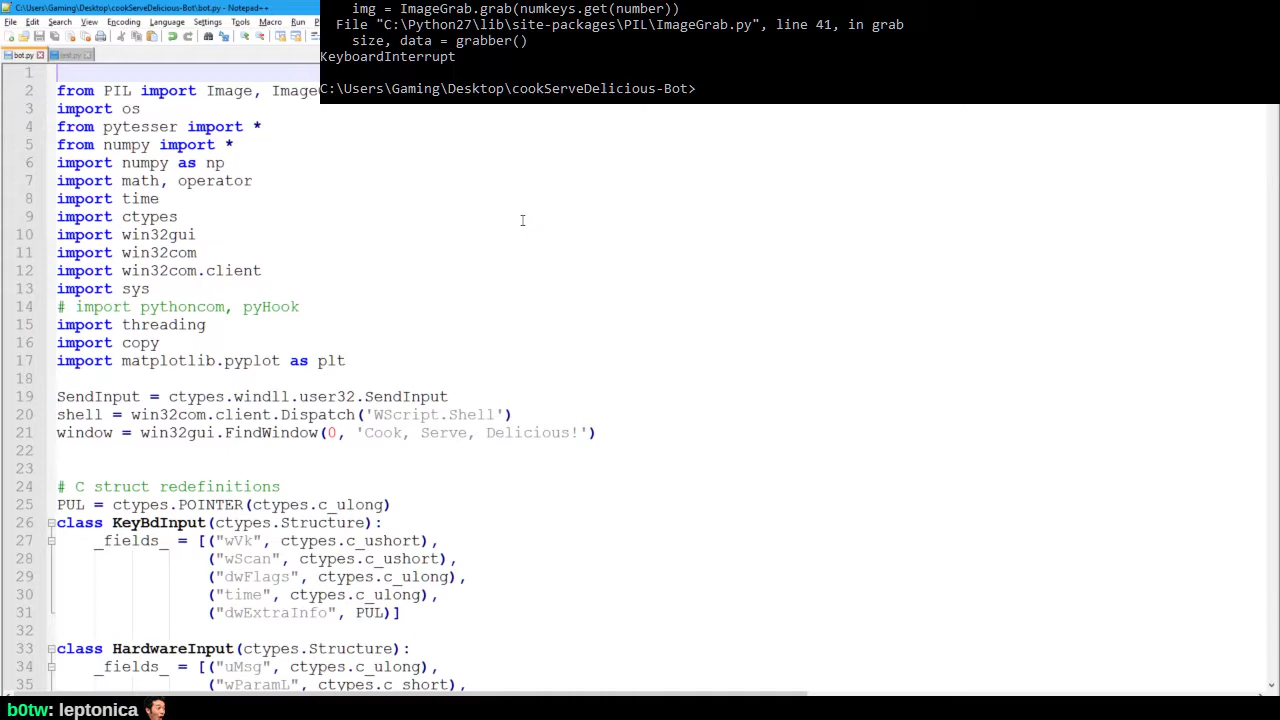 C:\Users\Gaming\Desktop\cookServeDelicious-Bot\bot.py - Notepad++
File Edit Search View Encoding Language Settings Tools Macro Run
bot.py
img = ImageGrab.grab(numkeys.get(number))
File "C:\Python\lib\site-packages\PIL\ImageGrab.py", line 41, in grab
size, data = grabber()
KeyboardInterrupt
C:\Users\Gaming\Desktop\cookServeDelicious-Bot>
1
2 from PIL import Image, Image
3 import os
4 from pytesser import *
5 from numpy import *
6 import numpy as np
7 import math, operator
8 import time
9 import ctypes
10 import win32gui
11 import win32com
12 import win32com.client
13 import sys
14 # import pythoncom, pyHook
15 import threading
16 import copy
17 import matplotlib.pyplot as plt
18
19 SendInput = ctypes.windll.user32.SendInput
20 shell = win32com.client.Dispatch('WScript.Shell')
21 window = win32gui.FindWindow(0, 'Cook, Serve, Delicious!')
22
23
24 # C struct redefinitions
25 PUL = ctypes.POINTER(ctypes.c_ulong)
26 class KeyBdInput(ctypes.Structure):
27 _fields_ = [("wVk", ctypes.c_ushort),
28 ("wScan", ctypes.c_ushort),
29 ("dwFlags", ctypes.c_ulong),
30 ("time", ctypes.c_ulong),
31 ("dwExtraInfo", PUL)]
32
33 class HardwareInput(ctypes.Structure):
34 _fields_ = [("uMsg", ctypes.c_ulong),
35 ("wParamL", ctypes.c_short),
b0tw: leptonica